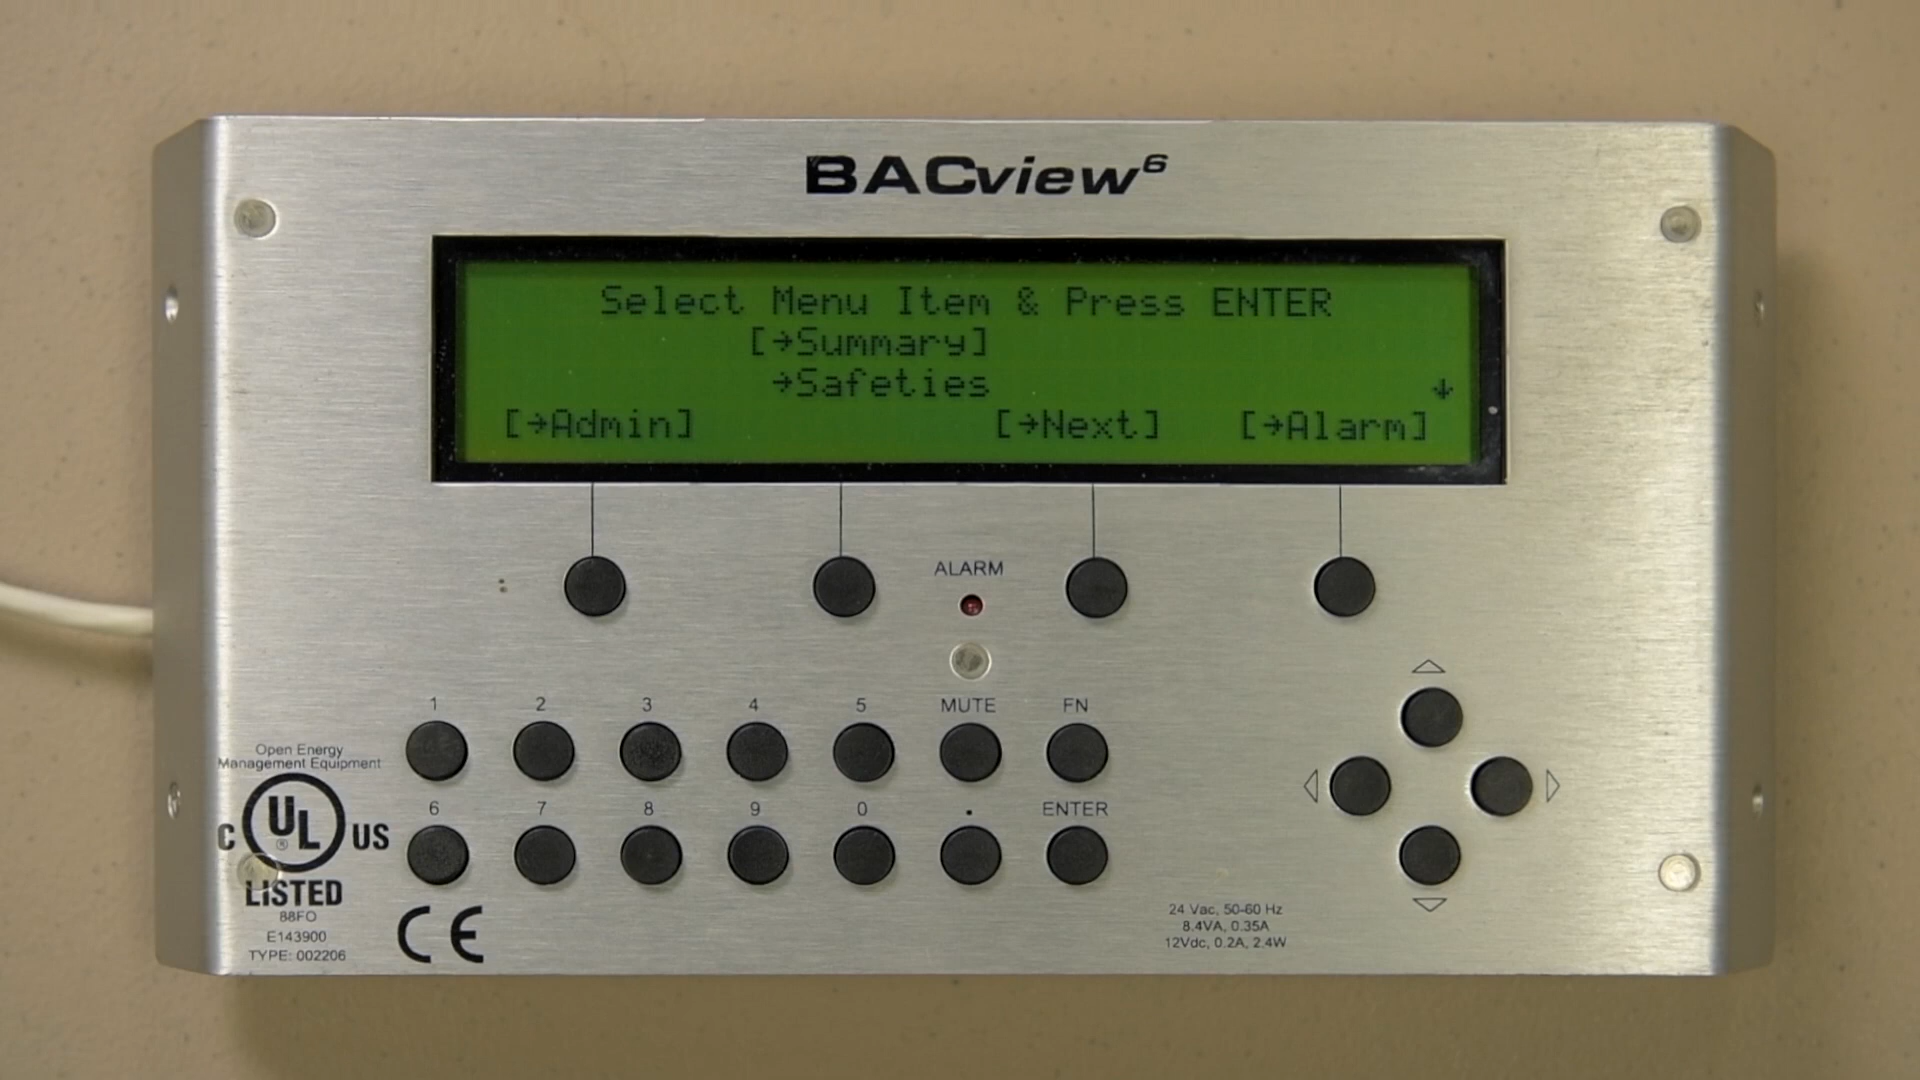 BACview⁶
Select Menu Item & Press ENTER
[→Summary]
→Safeties ↓
[→Admin] [→Next] [→Alarm]
ALARM
1 2 3 4 5 MUTE FN
6 7 8 9 0 . ENTER
Open Energy
Management Equipment
C UL® US
LISTED
88FO
E143900
TYPE: 002206
CE
24 Vac, 50-60 Hz
8.4VA, 0.35A
12Vdc, 0.2A, 2.4W